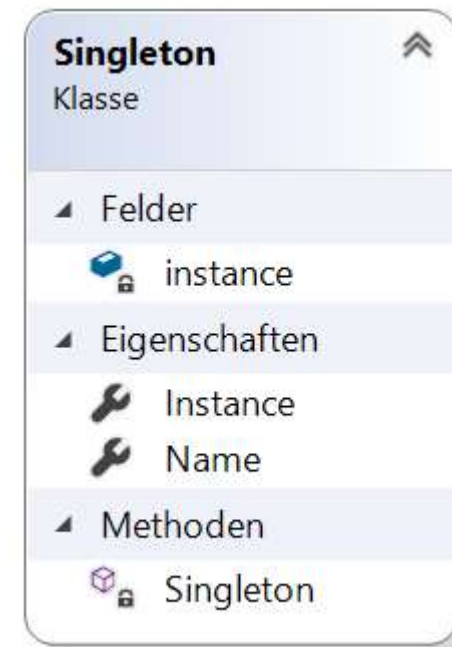 Singleton
Klasse
Felder
instance
Eigenschaften
Instance
Name
Methoden
Singleton